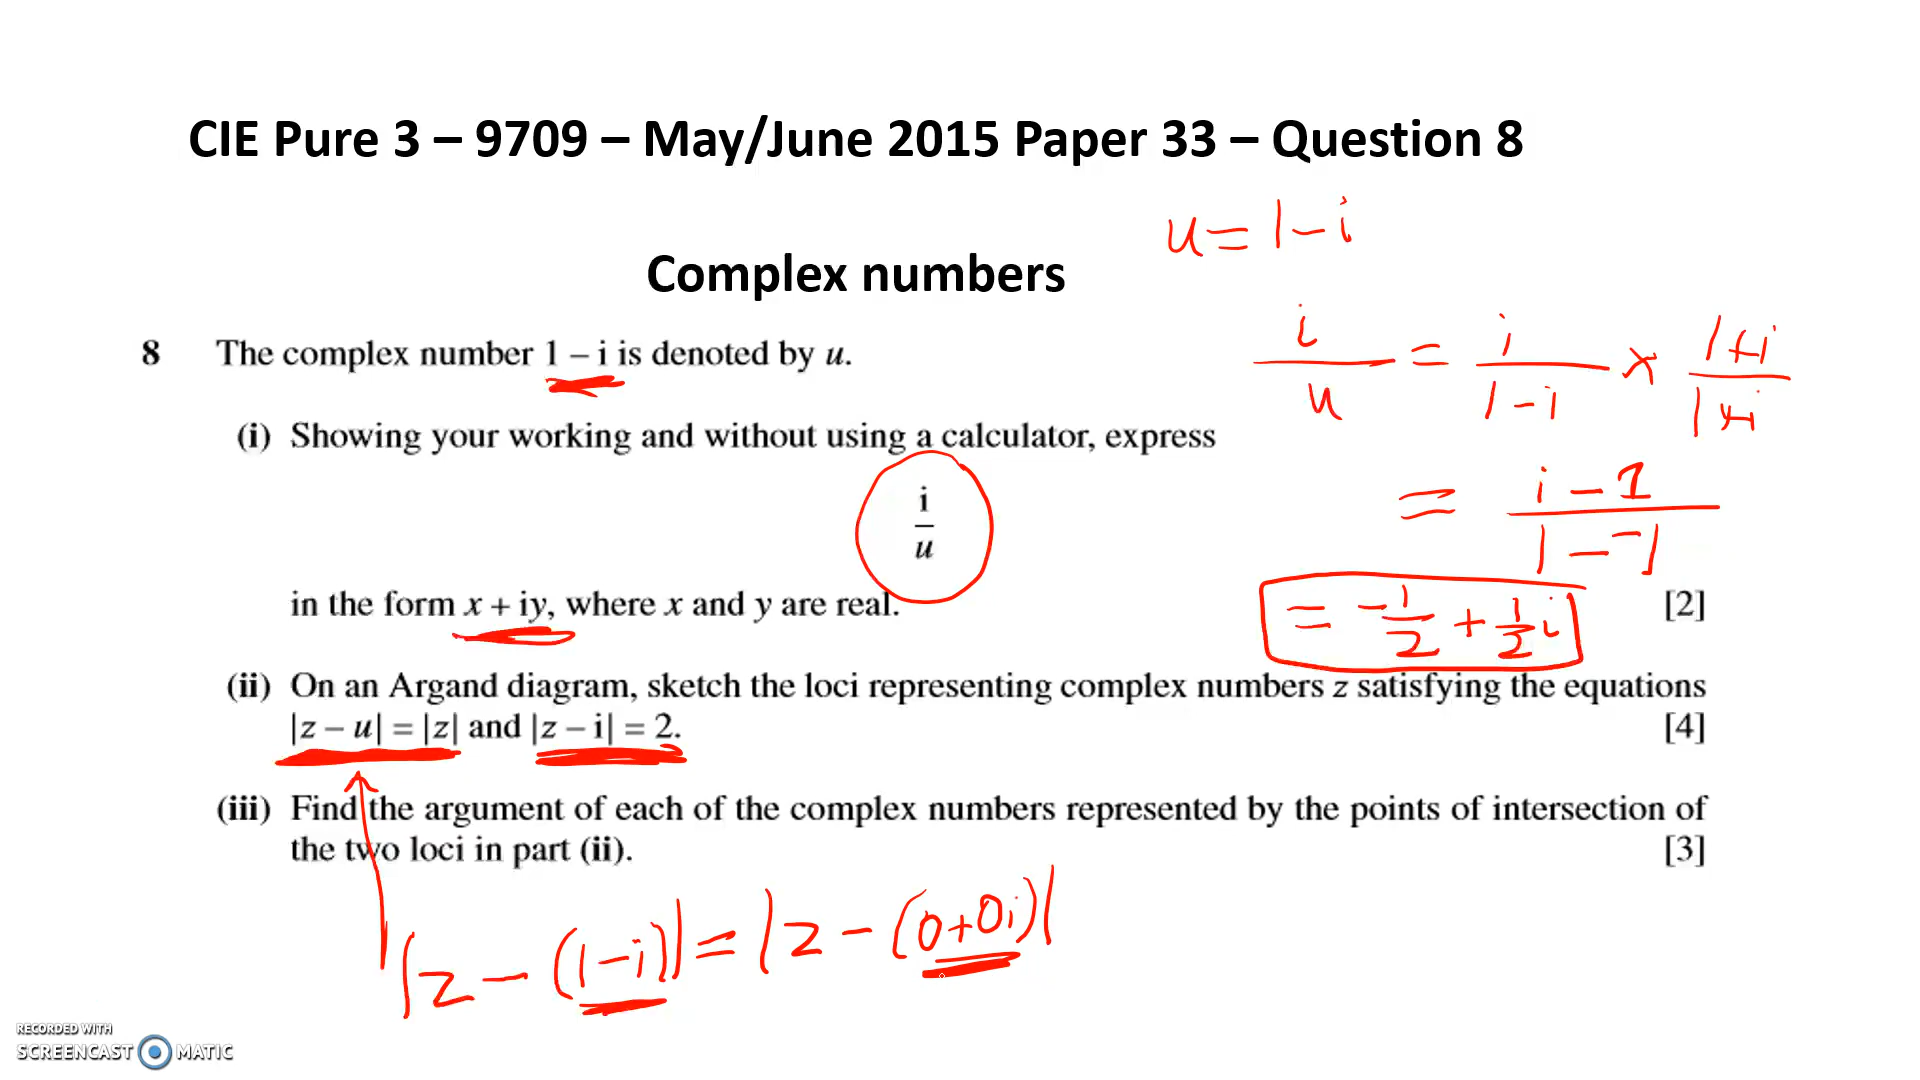 CIE Pure 3 – 9709 – May/June 2015 Paper 33 – Question 8
u = 1 - i
Complex numbers
8 The complex number 1 – i is denoted by u.
i/u = i/(1-i) × (1+i)/(1+i)
(i) Showing your working and without using a calculator, express
= (i - 1)/(1 - -1)
i
u
in the form x + iy, where x and y are real. [2]
= -1/2 + 1/2 i
(ii) On an Argand diagram, sketch the loci representing complex numbers z satisfying the equations
|z – u| = |z| and |z – i| = 2. [4]
(iii) Find the argument of each of the complex numbers represented by the points of intersection of
the two loci in part (ii). [3]
|z - (1-i)| = |z - (0+0i)|
RECORDED WITH
SCREENCAST MATIC